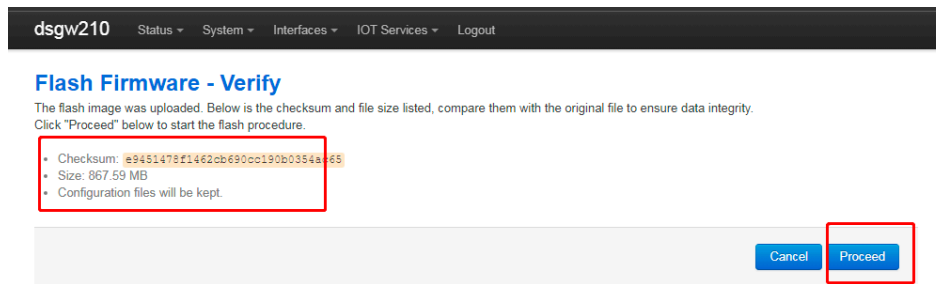 dsgw210 Status System Interfaces IOT Services Logout
Flash Firmware - Verify
The flash image was uploaded. Below is the checksum and file size listed, compare them with the original file to ensure data integrity.
Click "Proceed" below to start the flash procedure.
Checksum: e9451478f1462cb690cc190b0354ac65
Size: 867.59 MB
Configuration files will be kept.
Cancel Proceed